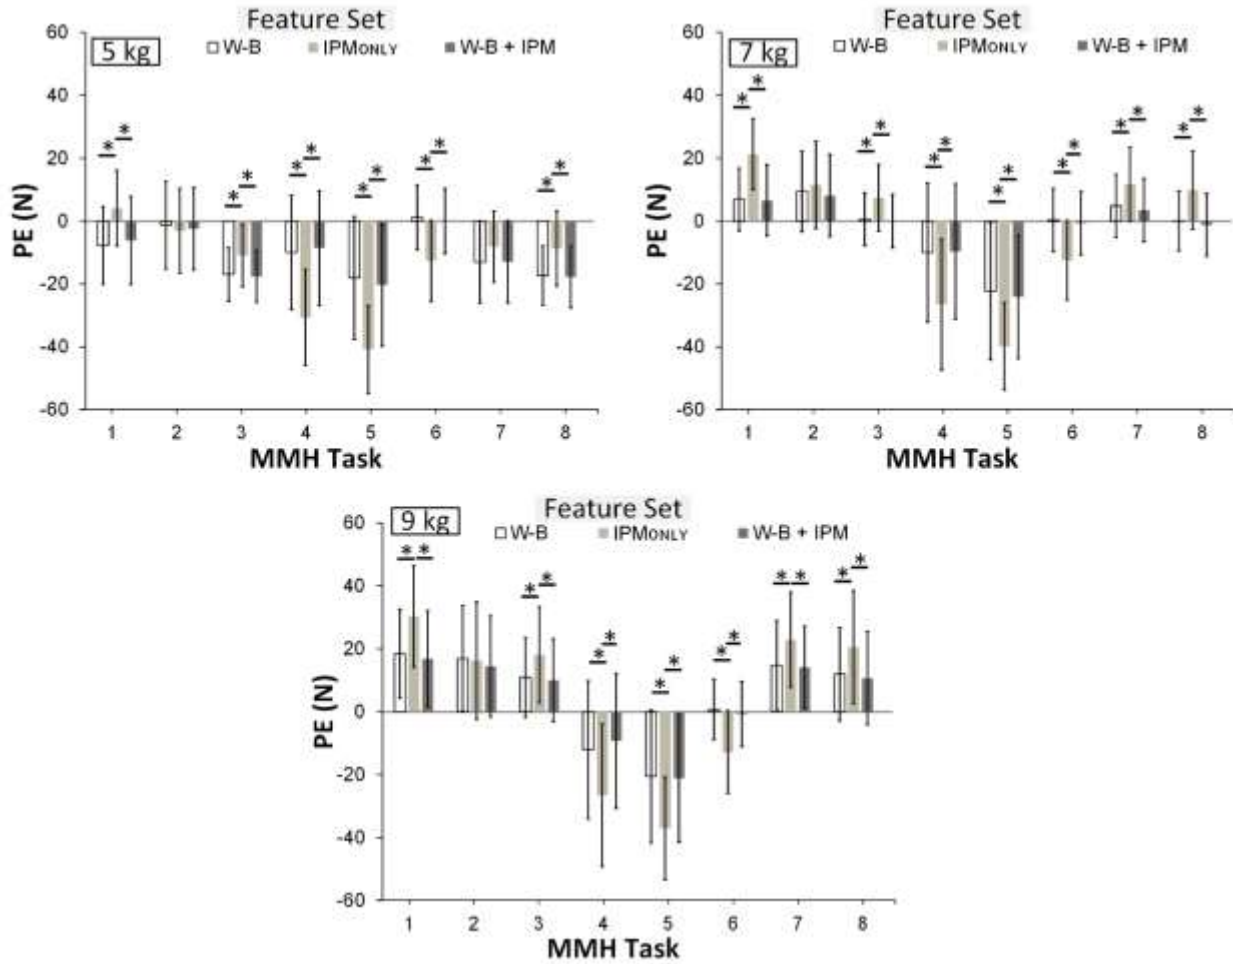 Feature Set
5 kg
W-B IPMONLY W-B + IPM
60
40
20
0
-20
-40
-60
PE (N)
* * * * * * * * * * * *
1 2 3 4 5 6 7 8
MMH Task
Feature Set
7 kg
W-B IPMONLY W-B + IPM
60
40
20
0
-20
-40
-60
PE (N)
* * * * * * * * * * * * * *
1 2 3 4 5 6 7 8
MMH Task
Feature Set
9 kg
W-B IPMONLY W-B + IPM
60
40
20
0
-20
-40
-60
PE (N)
* * * * * * * * * * * * * *
1 2 3 4 5 6 7 8
MMH Task